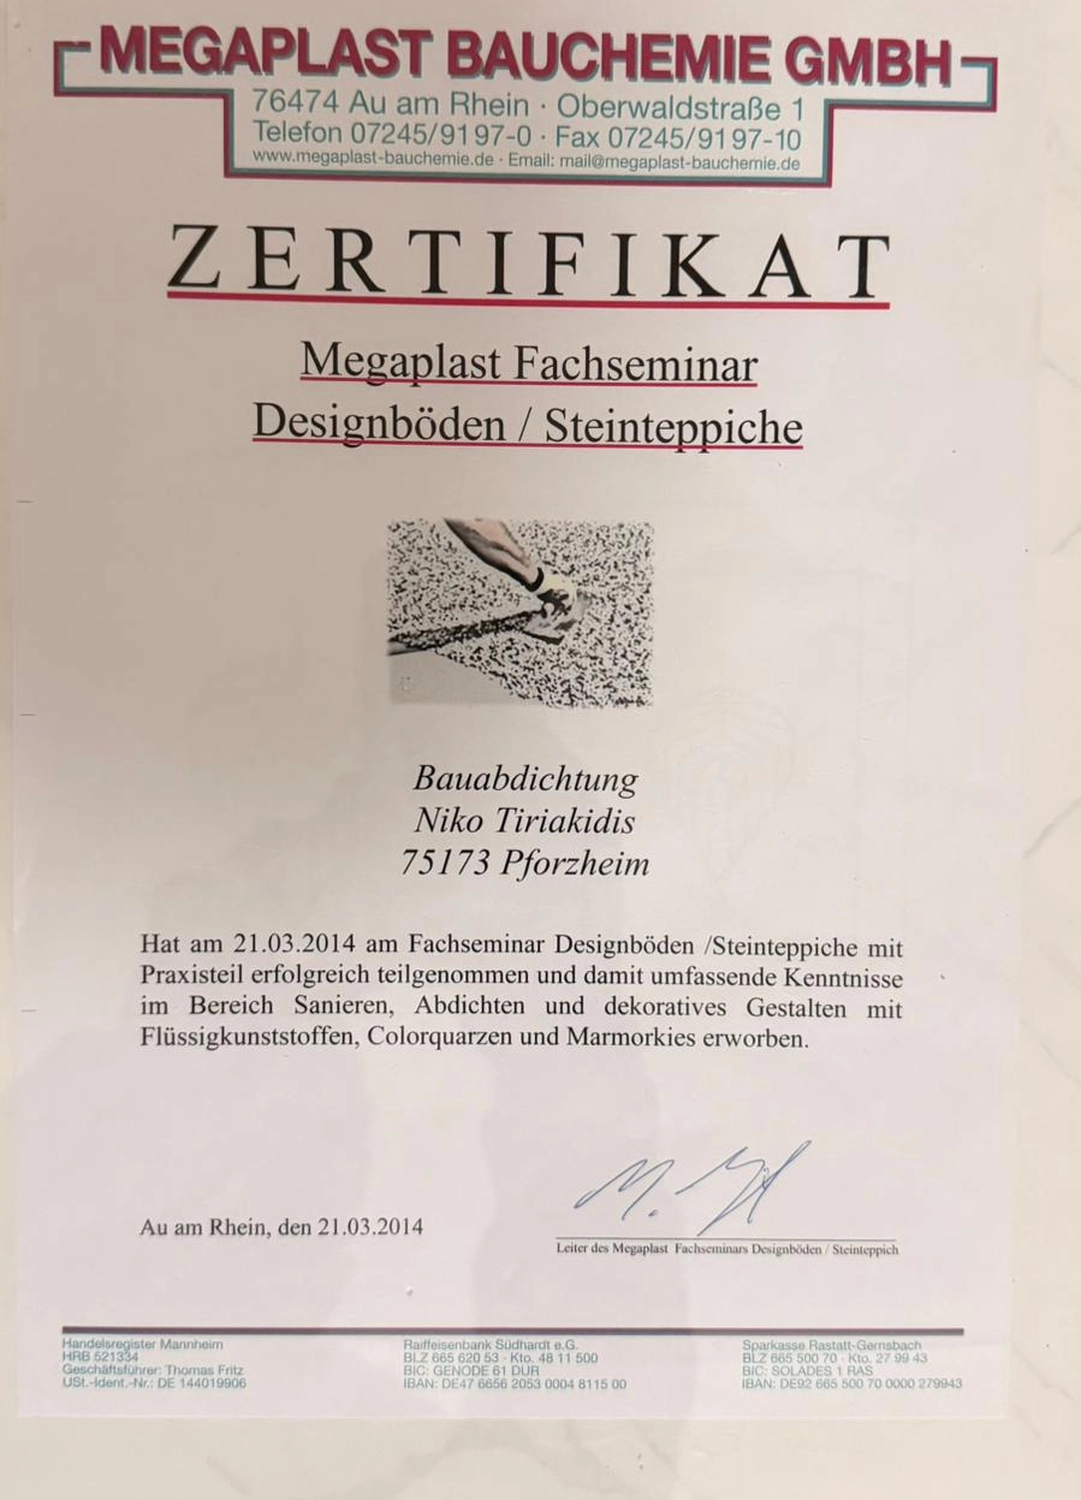 MEGAPLAST BAUCHEMIE GMBH
76474 Au am Rhein · Oberwaldstraße 1
Telefon 07245/9197-0 · Fax 07245/9197-10
www.megaplast-bauchemie.de · Email: mail@megaplast-bauchemie.de
ZERTIFIKAT
Megaplast Fachseminar
Designböden / Steinteppiche
Bauabdichtung
Niko Tiriakidis
75173 Pforzheim
Hat am 21.03.2014 am Fachseminar Designböden /Steinteppiche mit
Praxisteil erfolgreich teilgenommen und damit umfassende Kenntnisse
im Bereich Sanieren, Abdichten und dekoratives Gestalten mit
Flüssigkunststoffen, Colorquarzen und Marmorkies erworben.
Au am Rhein, den 21.03.2014
Leiter des Megaplast Fachseminars Designböden / Steinteppich
Handelsregister Mannheim
HRB 521334
Geschäftsführer: Thomas Fritz
USt.-Ident.-Nr.: DE 144019906
Raiffeisenbank Südhardt e.G.
BLZ 665 620 53 · Kto. 48 11 500
BIC: GENODE 61 DUR
IBAN: DE47 6656 2053 0004 8115 00
Sparkasse Rastatt-Gernsbach
BLZ 665 500 70 · Kto. 27 99 43
BIC: SOLADES 1 RAS
IBAN: DE92 665 500 70 0000 279943